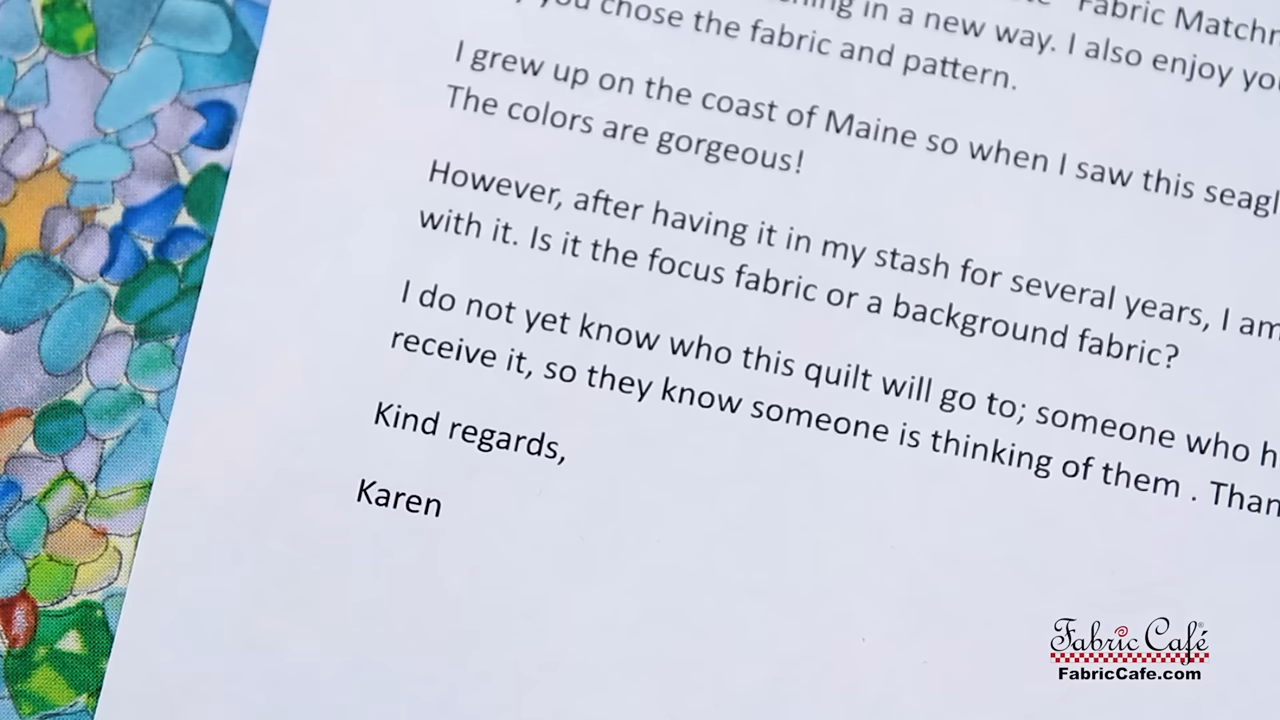 Fabric Matchm
in a new way. I also enjoy you
you chose the fabric and pattern.
I grew up on the coast of Maine so when I saw this seagl
The colors are gorgeous!
However, after having it in my stash for several years, I am
with it. Is it the focus fabric or a background fabric?
I do not yet know who this quilt will go to; someone who h
receive it, so they know someone is thinking of them . Than
Kind regards,
Karen
Fabric Café®
FabricCafe.com